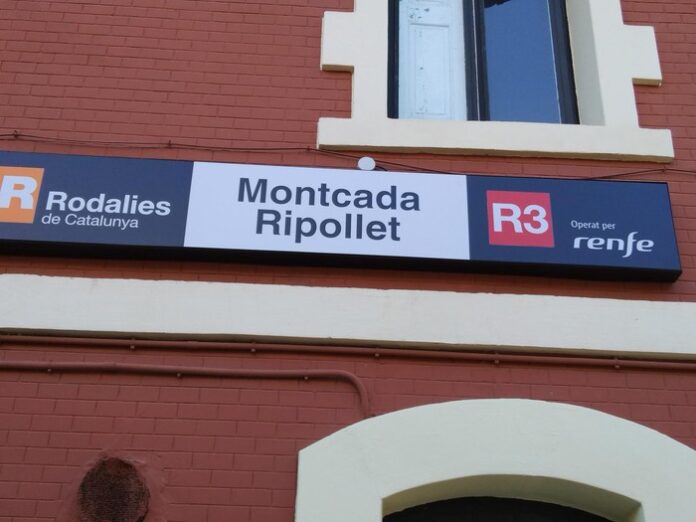 R
Rodalies
de Catalunya
Montcada
Ripollet
R3
Operat per
renfe